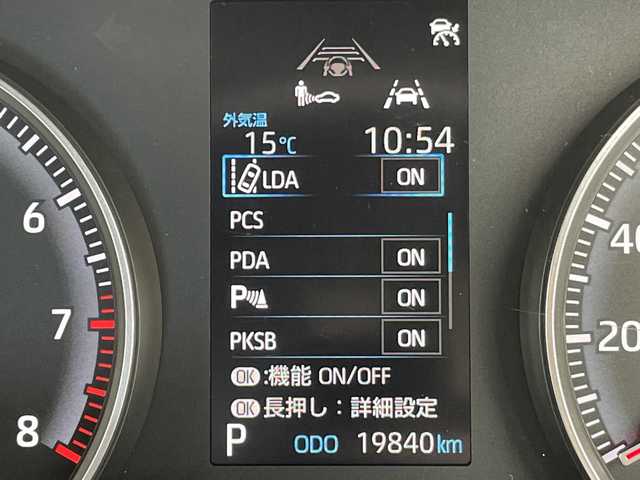 外気温
15℃ 10:54
LDA ON
PCS
PDA ON
P ON
PKSB ON
OK:機能 ON/OFF
OK長押し：詳細設定
P ODO 19840km
6
7
8
40
20